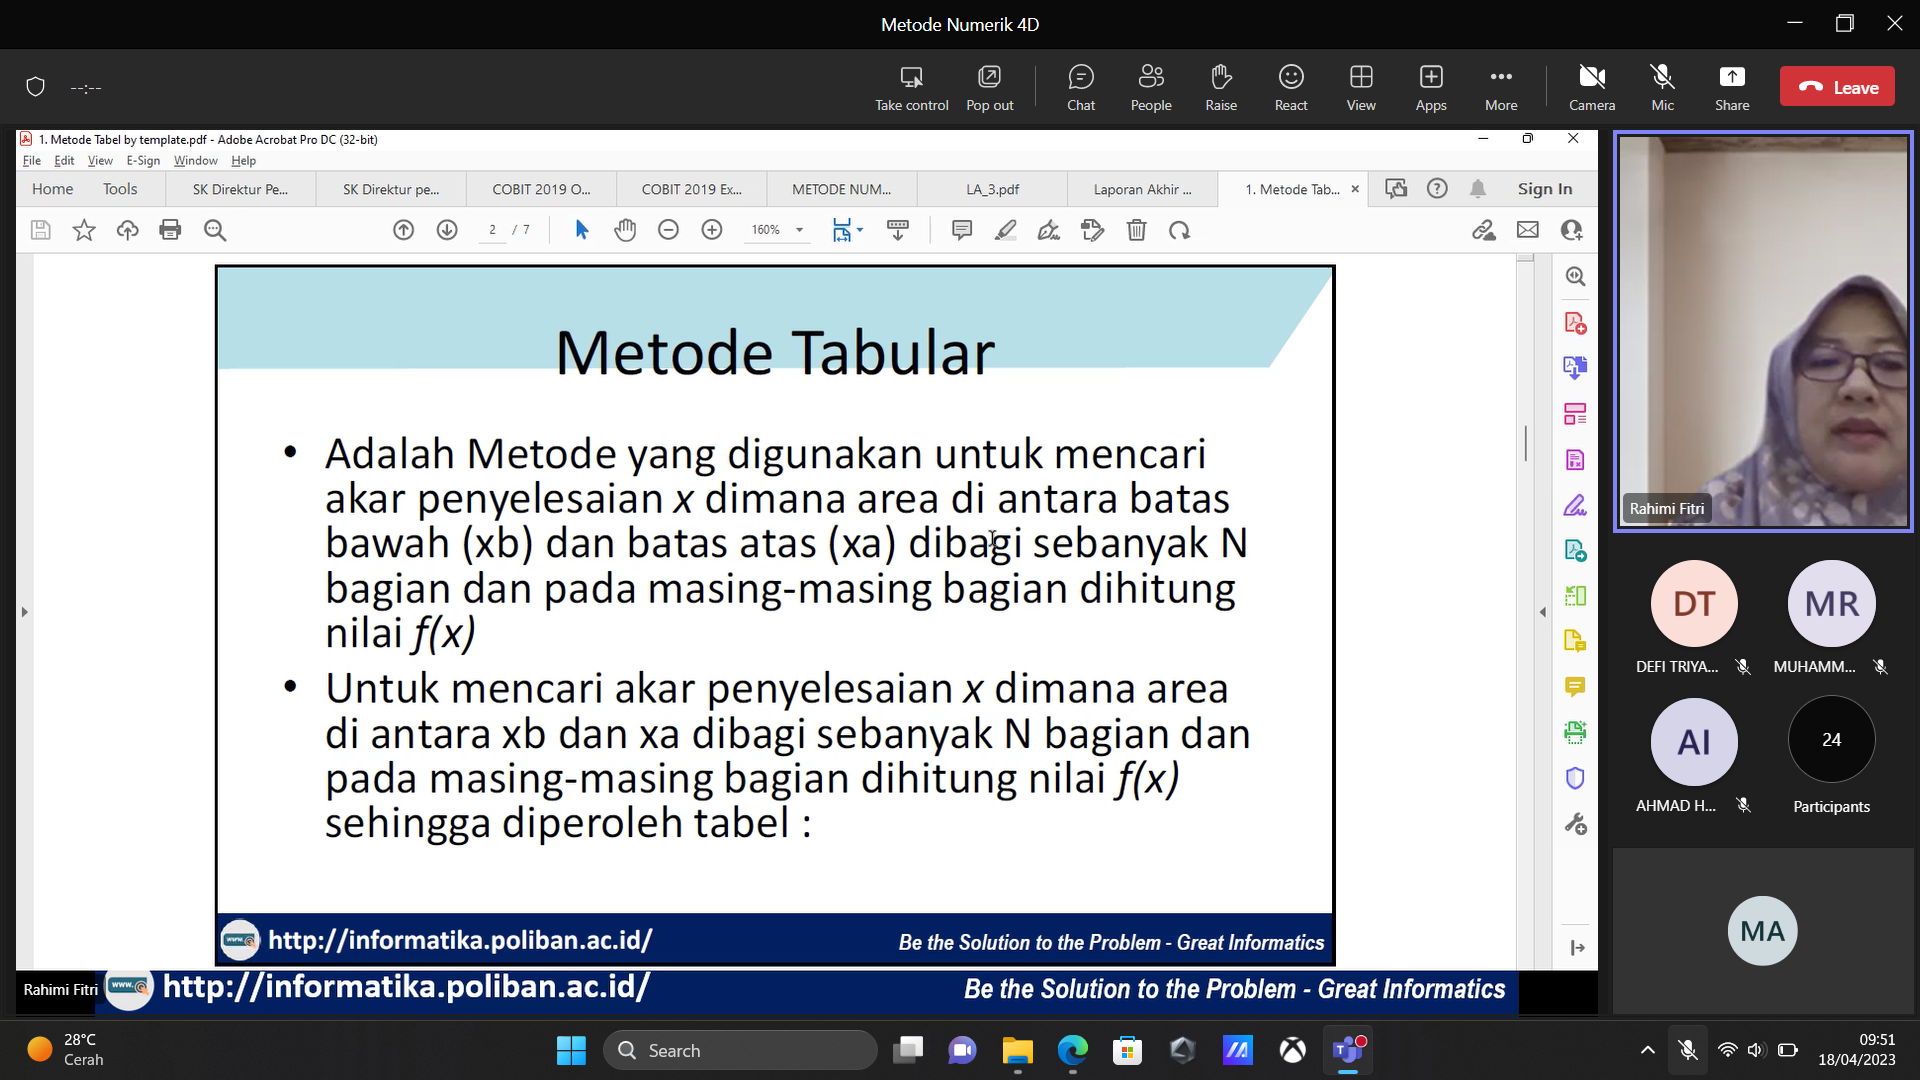 Metode Numerik 4D
--:--
Take control
Pop out
Chat
People
Raise
React
View
Apps
More
Camera
Mic
Share
Leave
1. Metode Tabel by template.pdf - Adobe Acrobat Pro DC (32-bit)
File Edit View E-Sign Window Help
Home Tools SK Direktur Pe... SK Direktur pe... COBIT 2019 O... COBIT 2019 Ex... METODE NUM... LA_3.pdf Laporan Akhir ... 1. Metode Tab... Sign In
2 / 7 160%
Metode Tabular
• Adalah Metode yang digunakan untuk mencari
akar penyelesaian x dimana area di antara batas
bawah (xb) dan batas atas (xa) dibagi sebanyak N
bagian dan pada masing-masing bagian dihitung
nilai f(x)
• Untuk mencari akar penyelesaian x dimana area
di antara xb dan xa dibagi sebanyak N bagian dan
pada masing-masing bagian dihitung nilai f(x)
sehingga diperoleh tabel :
http://informatika.poliban.ac.id/
Be the Solution to the Problem - Great Informatics
Rahimi Fitri
www.
http://informatika.poliban.ac.id/
Be the Solution to the Problem - Great Informatics
Rahimi Fitri
DT
MR
DEFI TRIYA...
MUHAMM...
AI
24
AHMAD H...
Participants
MA
28°C
Cerah
Search
09:51
18/04/2023